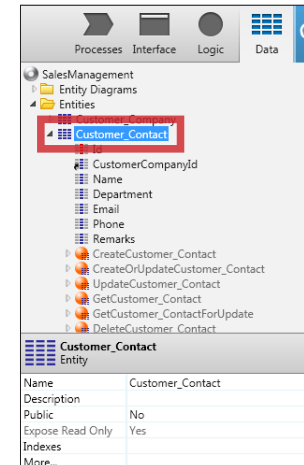 Processes Interface Logic Data
SalesManagement
Entity Diagrams
Entities
Customer_Company
Customer_Contact
Id
CustomerCompanyId
Name
Department
Email
Phone
Remarks
CreateCustomer_Contact
CreateOrUpdateCustomer_Contact
UpdateCustomer_Contact
GetCustomer_Contact
GetCustomer_ContactForUpdate
DeleteCustomer_Contact
Customer_Contact
Entity
Name Customer_Contact
Description
Public No
Expose Read Only Yes
Indexes
More...